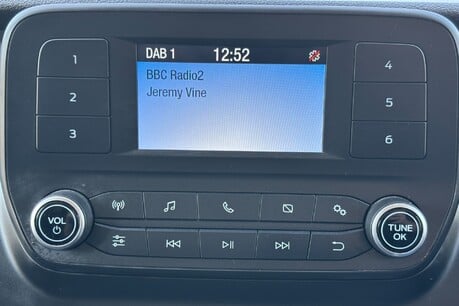 DAB 1 12:52
BBC Radio2
Jeremy Vine
1
2
3
4
5
6
VOL
TUNE
OK